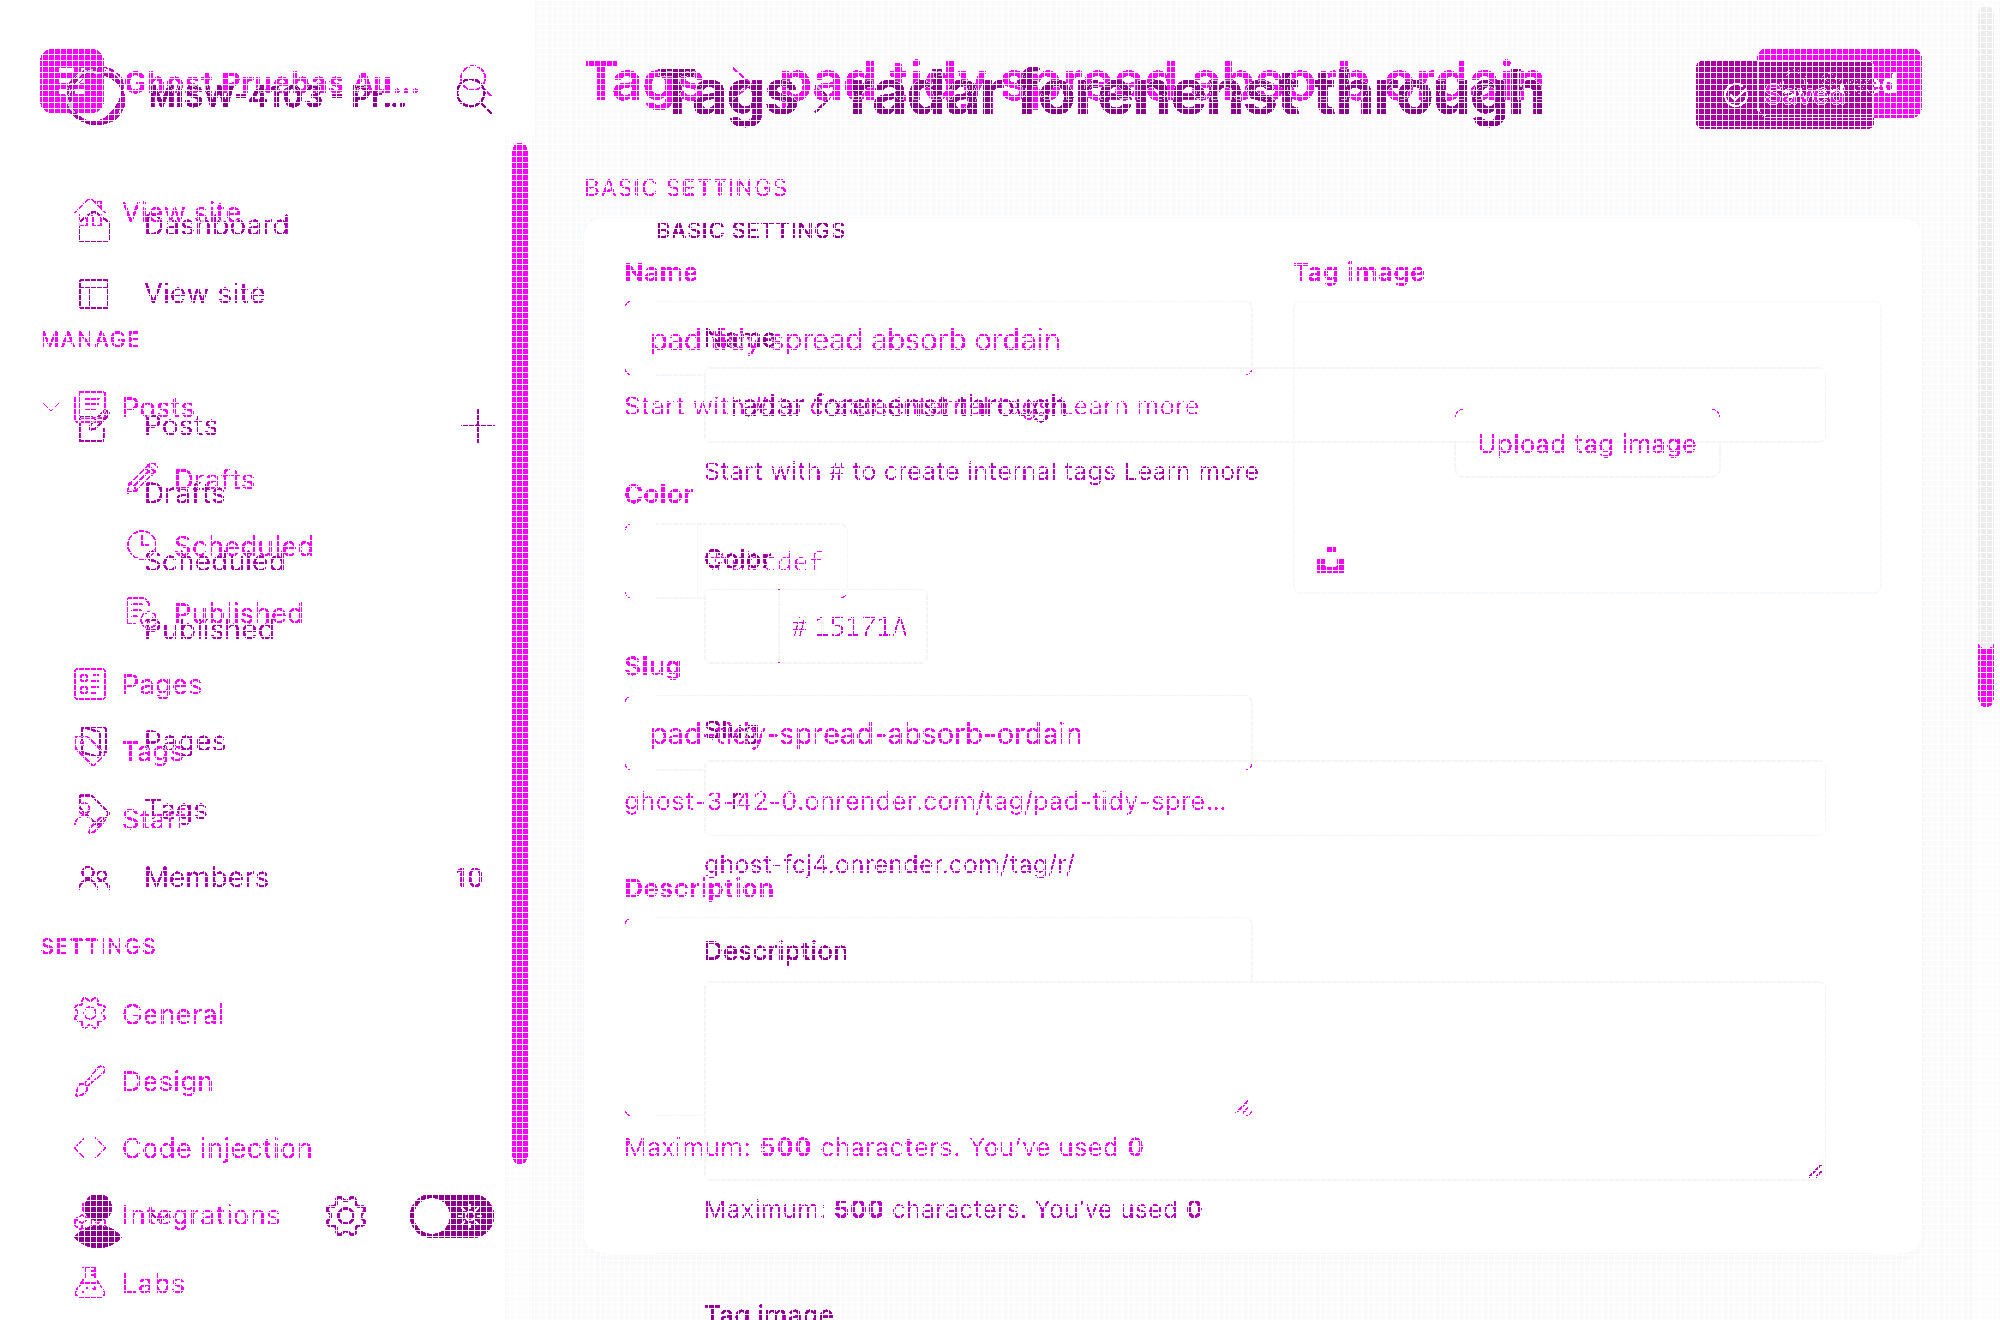 Ghost Pruebas Au...
MSW-4103 - Pr...
Tags pad tidy spread absorb ordain
Tags radar forenenst through
Saved
View site
Dashboard
View site
MANAGE
Posts
Posts
Drafts
Drafts
Scheduled
Scheduled
Published
Published
Pages
Pages
Tags
Tags
Staff
Members 10
SETTINGS
General
Design
Code injection
Integrations
Labs
BASIC SETTINGS
BASIC SETTINGS
Name
Tag image
pad tidy spread absorb ordain
Name
Start with # to create internal tags Learn more
radar forenenst through
Upload tag image
Start with # to create internal tags Learn more
Color
Color
# 15171A
Slug
pad-tidy-spread-absorb-ordain
Slug
ghost-3-42-0.onrender.com/tag/pad-tidy-spre...
r
ghost-fcj4.onrender.com/tag/r/
Description
Description
Maximum: 500 characters. You've used 0
Maximum: 500 characters. You've used 0
Tag image